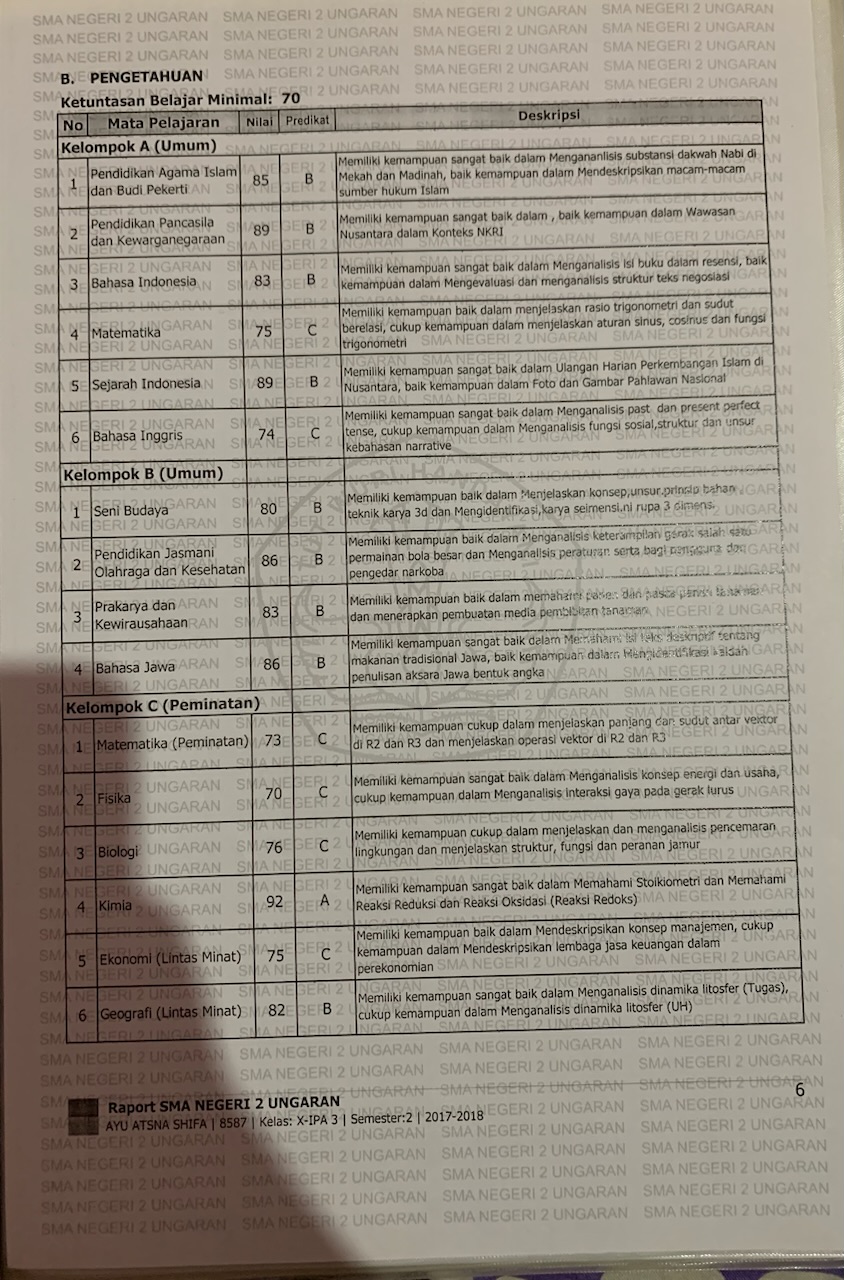 B. PENGETAHUAN
Ketuntasan Belajar Minimal: 70
No Mata Pelajaran Nilai Predikat Deskripsi
Kelompok A (Umum)
1 Pendidikan Agama Islam dan Budi Pekerti 85 B Memiliki kemampuan sangat baik dalam Mengananlisis substansi dakwah Nabi di
Mekah dan Madinah, baik kemampuan dalam Mendeskripsikan macam-macam
sumber hukum Islam
2 Pendidikan Pancasila dan Kewarganegaraan 89 B Memiliki kemampuan sangat baik dalam , baik kemampuan dalam Wawasan
Nusantara dalam Konteks NKRI
3 Bahasa Indonesia 83 B Memiliki kemampuan sangat baik dalam Menganalisis isi buku dalam resensi, baik
kemampuan dalam Mengevaluasi dan menganalisis struktur teks negosiasi
4 Matematika 75 C Memiliki kemampuan baik dalam menjelaskan rasio trigonometri dan sudut
berelasi, cukup kemampuan dalam menjelaskan aturan sinus, cosinus dan fungsi
trigonometri
5 Sejarah Indonesia 89 B Memiliki kemampuan sangat baik dalam Ulangan Harian Perkembangan Islam di
Nusantara, baik kemampuan dalam Foto dan Gambar Pahlawan Nasional
6 Bahasa Inggris 74 C Memiliki kemampuan sangat baik dalam Menganalisis past dan present perfect
tense, cukup kemampuan dalam Menganalisis fungsi sosial,struktur dan unsur
kebahasan narrative
Kelompok B (Umum)
1 Seni Budaya 80 B Memiliki kemampuan baik dalam Menjelaskan konsep,unsur,prinsip bahan,
teknik karya 3d dan Mengidentifikasi,karya seimensi.ni rupa 3 dimens.
2 Pendidikan Jasmani Olahraga dan Kesehatan 86 B Memiliki kemampuan baik dalam Menganalisis keterampilan gerak salah satu
permainan bola besar dan Menganalisis peraturan serta bagi pengguna dan
pengedar narkoba
3 Prakarya dan Kewirausahaan 83 B Memiliki kemampuan baik dalam memahami panen dan pasca panen
dan menerapkan pembuatan media pembibitan tanaman
4 Bahasa Jawa 86 B Memiliki kemampuan sangat baik dalam Memahami isi teks deskriptif tentang
makanan tradisional Jawa, baik kemampuan dalam Mengidentifikasi kaidah
penulisan aksara Jawa bentuk angka
Kelompok C (Peminatan)
1 Matematika (Peminatan) 73 C Memiliki kemampuan cukup dalam menjelaskan panjang dan sudut antar vektor
di R2 dan R3 dan menjelaskan operasi vektor di R2 dan R3
2 Fisika 70 C Memiliki kemampuan sangat baik dalam Menganalisis konsep energi dan usaha,
cukup kemampuan dalam Menganalisis interaksi gaya pada gerak lurus
3 Biologi 76 C Memiliki kemampuan cukup dalam menjelaskan dan menganalisis pencemaran
lingkungan dan menjelaskan struktur, fungsi dan peranan jamur
4 Kimia 92 A Memiliki kemampuan sangat baik dalam Memahami Stoikiometri dan Memahami
Reaksi Reduksi dan Reaksi Oksidasi (Reaksi Redoks)
5 Ekonomi (Lintas Minat) 75 C Memiliki kemampuan baik dalam Mendeskripsikan konsep manajemen, cukup
kemampuan dalam Mendeskripsikan lembaga jasa keuangan dalam
perekonomian
6 Geografi (Lintas Minat) 82 B Memiliki kemampuan sangat baik dalam Menganalisis dinamika litosfer (Tugas),
cukup kemampuan dalam Menganalisis dinamika litosfer (UH)
6
Raport SMA NEGERI 2 UNGARAN
AYU ATSNA SHIFA | 8587 | Kelas: X-IPA 3 | Semester:2 | 2017-2018